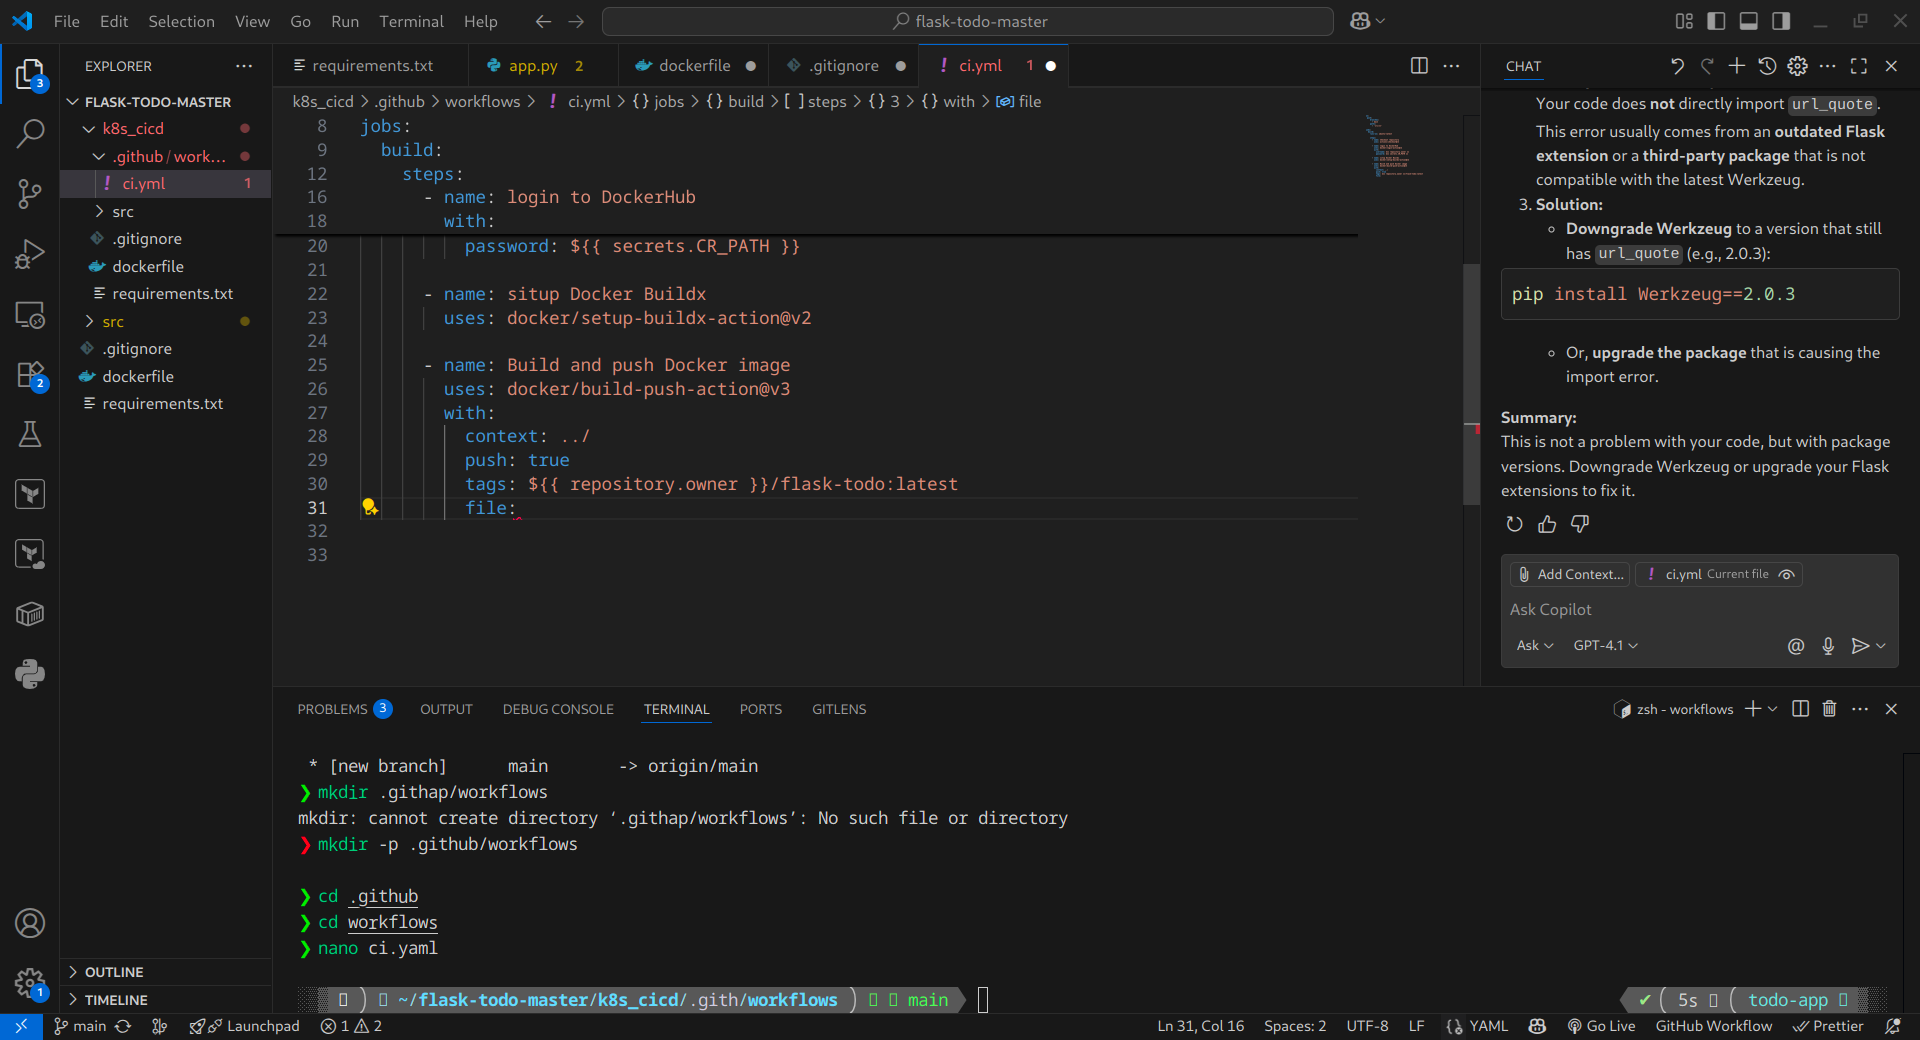 File Edit Selection View Go Run Terminal Help
flask-todo-master
EXPLORER
FLASK-TODO-MASTER
k8s_cicd
.github / work...
ci.yml 1
src
.gitignore
dockerfile
requirements.txt
src
.gitignore
dockerfile
requirements.txt
OUTLINE
TIMELINE
3
2
1
requirements.txt
app.py 2
dockerfile
.gitignore
ci.yml 1
k8s_cicd > .github > workflows > ci.yml > {} jobs > {} build > [ ] steps > {} 3 > {} with > file
8 jobs:
9 build:
12 steps:
16 - name: login to DockerHub
18 with:
20 password: ${{ secrets.CR_PATH }}
21
22 - name: situp Docker Buildx
23 uses: docker/setup-buildx-action@v2
24
25 - name: Build and push Docker image
26 uses: docker/build-push-action@v3
27 with:
28 context: ../
29 push: true
30 tags: ${{ repository.owner }}/flask-todo:latest
31 file:
32
33
CHAT
Your code does not directly import url_quote.
This error usually comes from an outdated Flask
extension or a third-party package that is not
compatible with the latest Werkzeug.
3. Solution:
Downgrade Werkzeug to a version that still
has url_quote (e.g., 2.0.3):
pip install Werkzeug==2.0.3
Or, upgrade the package that is causing the
import error.
Summary:
This is not a problem with your code, but with package
versions. Downgrade Werkzeug or upgrade your Flask
extensions to fix it.
Add Context... ci.yml Current file
Ask Copilot
Ask GPT-4.1
PROBLEMS 3 OUTPUT DEBUG CONSOLE TERMINAL PORTS GITLENS
zsh - workflows
* [new branch] main -> origin/main
❯ mkdir .githap/workflows
mkdir: cannot create directory ‘.githap/workflows’: No such file or directory
❯ mkdir -p .github/workflows
❯ cd .github
❯ cd workflows
❯ nano ci.yaml
~/flask-todo-master/k8s_cicd/.gith/workflows main
✔ 5s todo-app
main Launchpad 1 2
Ln 31, Col 16 Spaces: 2 UTF-8 LF YAML Go Live GitHub Workflow Prettier